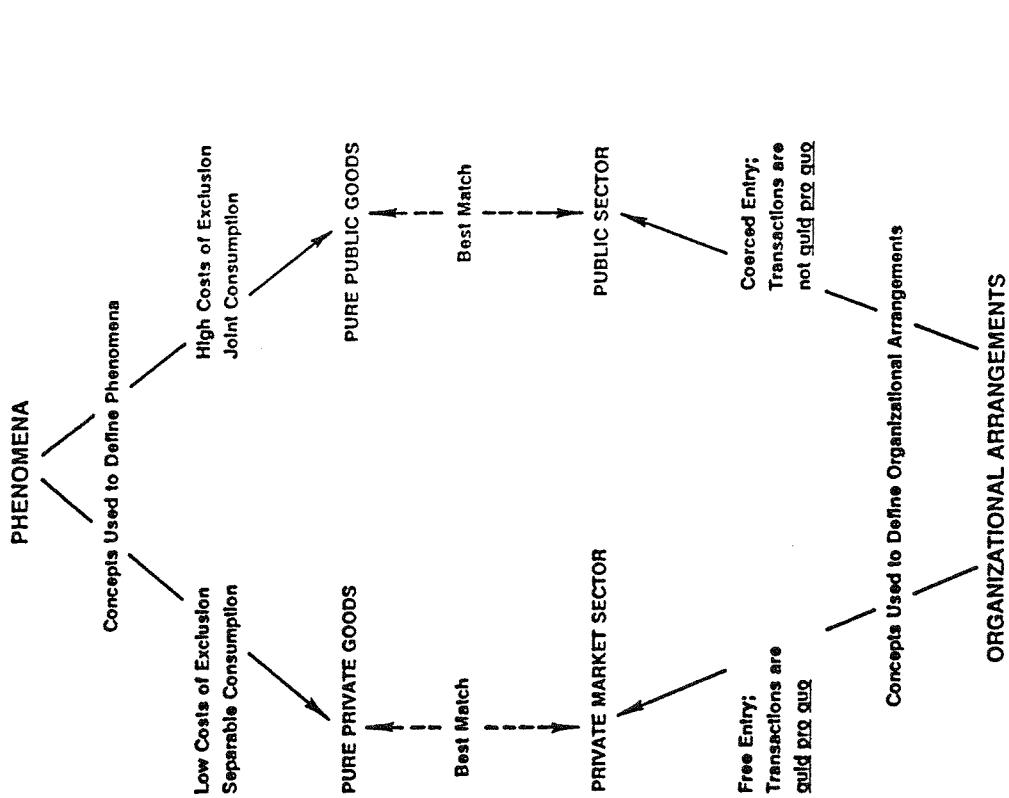 PHENOMENA
Concepts Used to Define Phenomena
Low Costs of Exclusion
Separable Consumption
High Costs of Exclusion
Joint Consumption
PURE PRIVATE GOODS
PURE PUBLIC GOODS
Best Match
Best Match
PRIVATE MARKET SECTOR
PUBLIC SECTOR
Free Entry;
Transactions are
quid pro quo
Coerced Entry;
Transactions are
not quid pro quo
Concepts Used to Define Organizational Arrangements
ORGANIZATIONAL ARRANGEMENTS